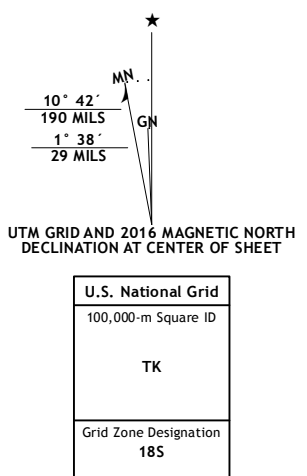 ★
MN
GN
10° 42´
190 MILS
1° 38´
29 MILS
UTM GRID AND 2016 MAGNETIC NORTH
DECLINATION AT CENTER OF SHEET
U.S. National Grid
100,000-m Square ID
TK
Grid Zone Designation
18S